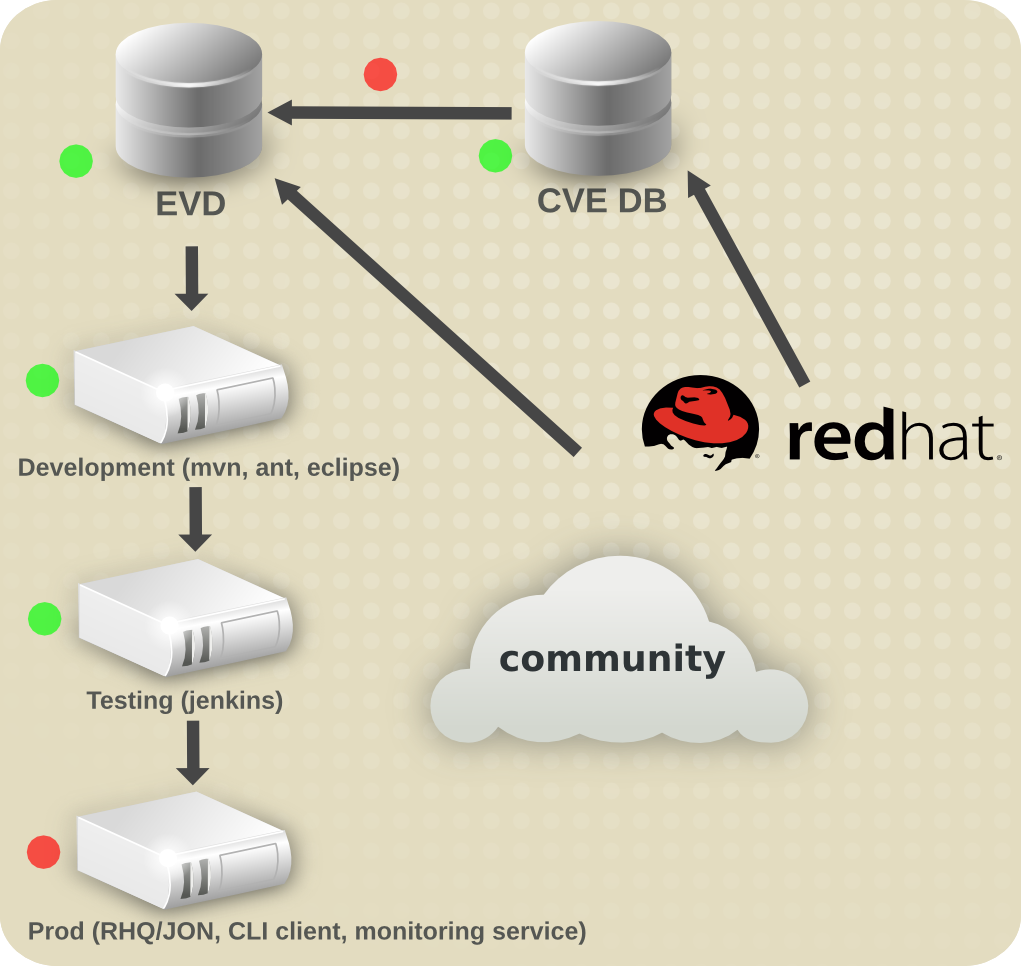 EVD
CVE DB
redhat®
Development (mvn, ant, eclipse)
Testing (jenkins)
community
Prod (RHQ/JON, CLI client, monitoring service)